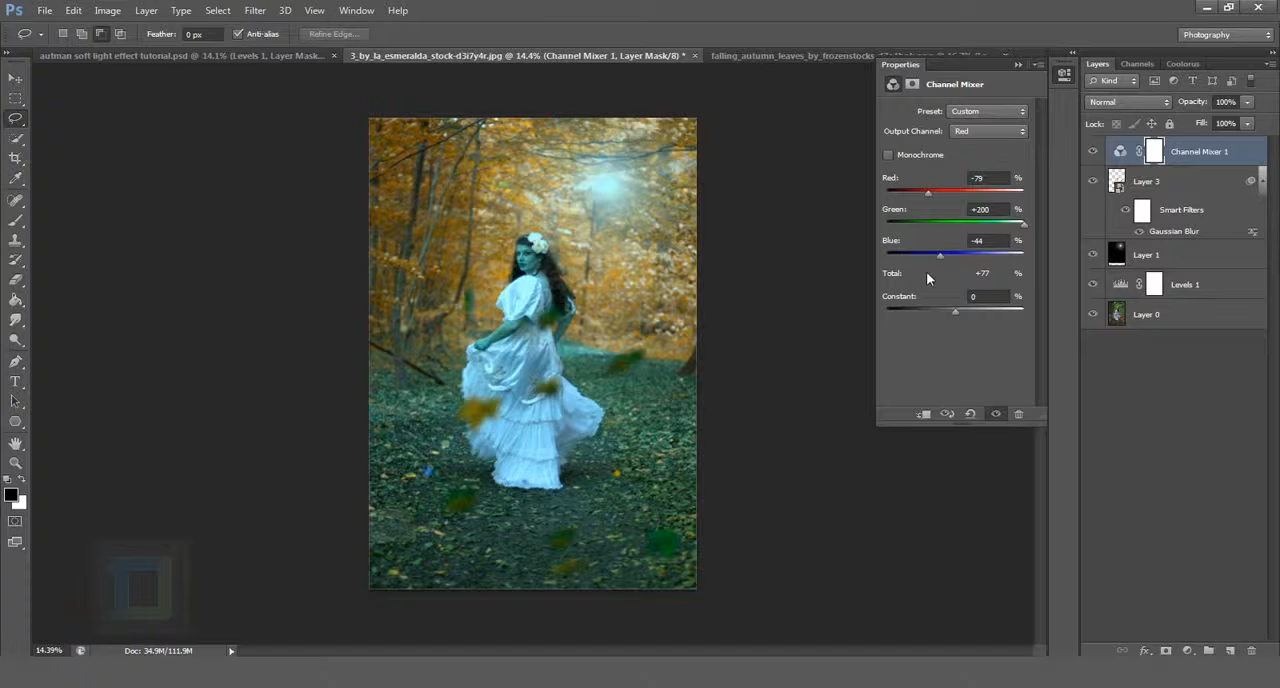 Ps File Edit Image Layer Type Select Filter 3D View Window Help
Feather: 0 px Anti-alias Refine Edge... Photography
autman soft light effect tutorial.psd @ 14.1% (Levels 1, Layer Mask... × 3_by_la_esmeralda_stock-d3i7y4r.jpg @ 14.4% (Channel Mixer 1, Layer Mask/8) * × falling_autumn_leaves_by_frozenstocks
Properties
Channel Mixer
Preset: Custom
Output Channel: Red
Monochrome
Red: -79 %
Green: +200 %
Blue: -44 %
Total: +77 %
Constant: 0 %
Layers Channels Coolorus
Kind
Normal Opacity: 100%
Lock: Fill: 100%
Channel Mixer 1
Layer 3
Smart Filters
Gaussian Blur
Layer 1
Levels 1
Layer 0
14.39% Doc: 34.9M/111.9M
fx